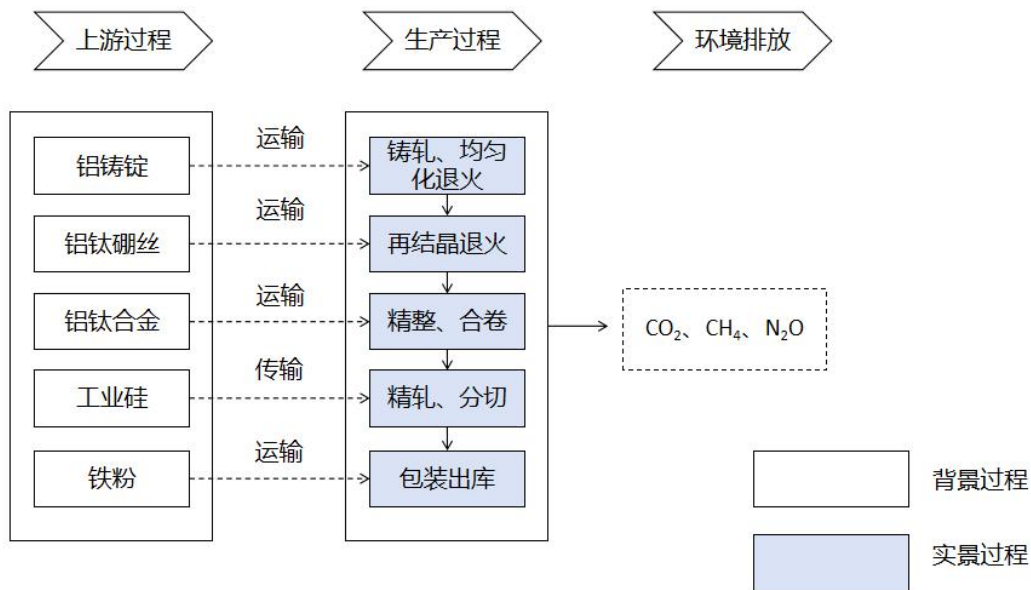 上游过程
生产过程
环境排放
铝铸锭
运输
铸轧、均匀
化退火
铝钛硼丝
运输
再结晶退火
铝钛合金
运输
精整、合卷
CO₂、CH₄、N₂O
工业硅
传输
精轧、分切
铁粉
运输
包装出库
背景过程
实景过程